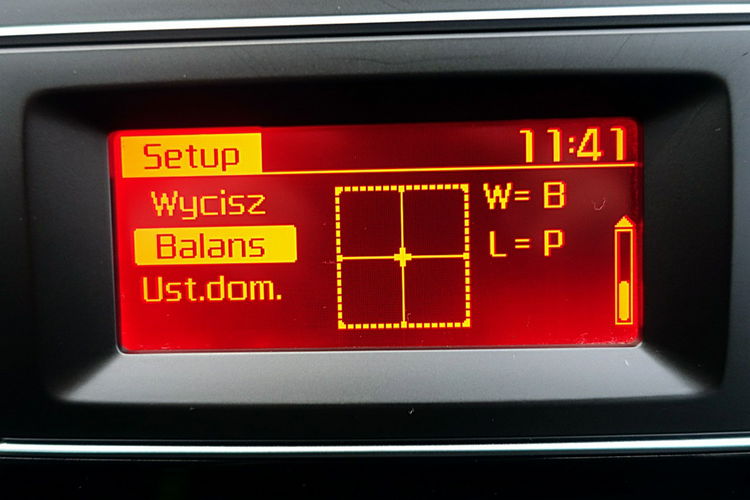 Setup 11:41
Wycisz W= B
Balans L= P
Ust.dom.